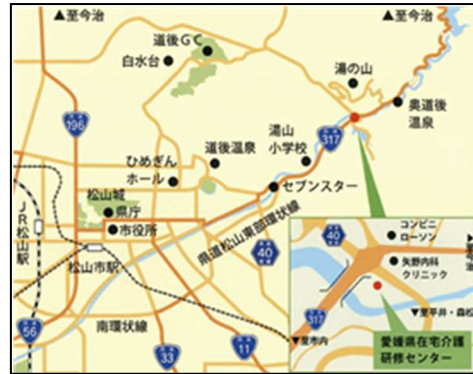 ▲至今治
▲至今治
道後GC
白水台
湯の山
奥道後
温泉
196
317
湯山
小学校
道後温泉
ひめぎん
ホール
セブンスター
松山城
県庁
市役所
JR松山駅
松山市駅
県道松山東部環状線
40
南環状線
56
33
11
40
コンビニ
ローソン
矢野内科
クリニック
▼至平井・森松
317
▼至市内
愛媛県在宅介護
研修センター